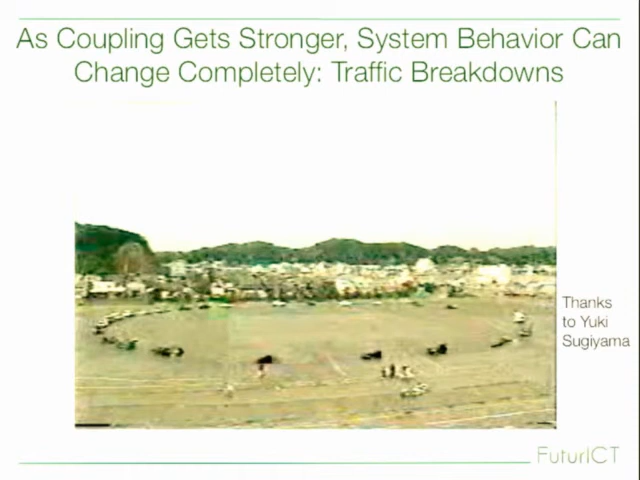 As Coupling Gets Stronger, System Behavior Can
Change Completely: Traffic Breakdowns
Thanks
to Yuki
Sugiyama
FuturICT